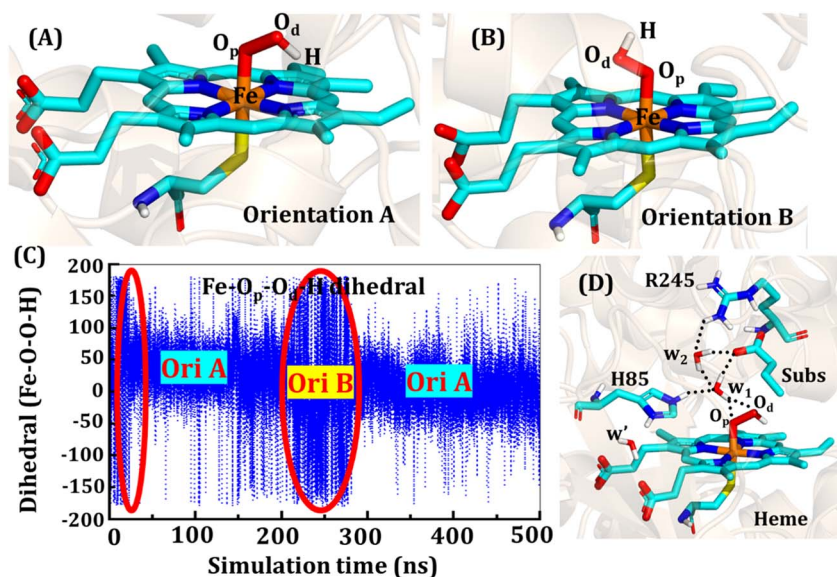 (A)
Op
Od
H
Fe
Orientation A
(B)
H
Od
Op
Fe
Orientation B
(C)
Fe-Op-Od-H dihedral
Dihedral (Fe-O-O-H)
200
150
100
50
0
-50
-100
-150
-200
Ori A
Ori B
Ori A
0 100 200 300 400 500
Simulation time (ns)
(D)
R245
W2
H85
W1
Subs
Op
Od
W'
Heme